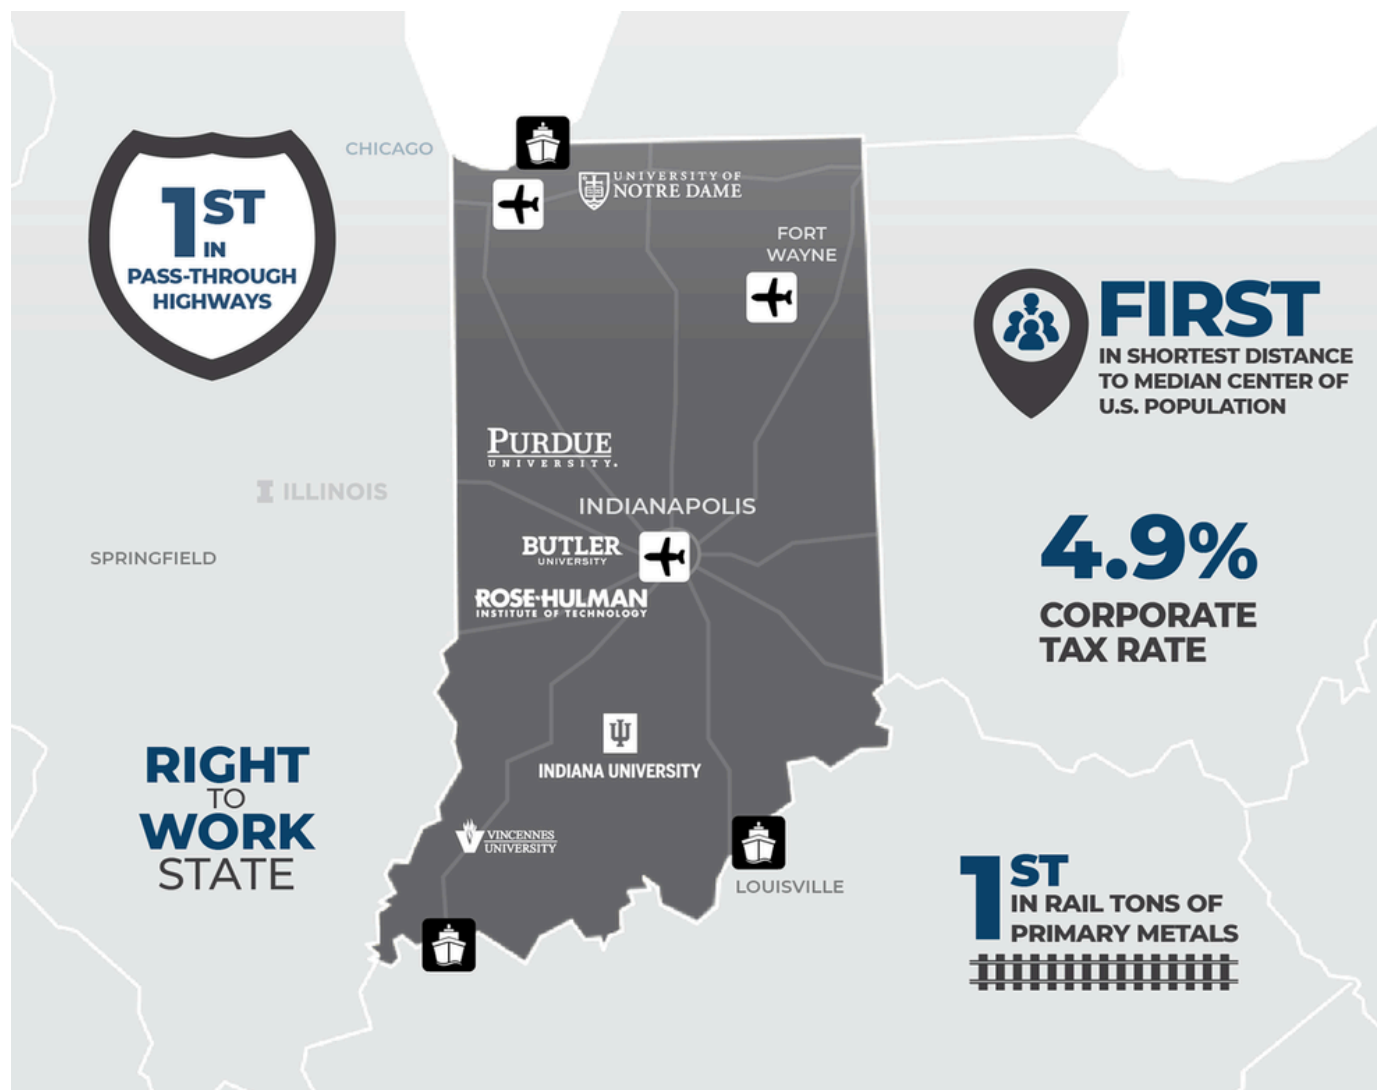 CHICAGO
1ST
IN
PASS-THROUGH
HIGHWAYS
UNIVERSITY OF
NOTRE DAME
FORT
WAYNE
FIRST
IN SHORTEST DISTANCE
TO MEDIAN CENTER OF
U.S. POPULATION
PURDUE
UNIVERSITY.
I ILLINOIS
INDIANAPOLIS
SPRINGFIELD
BUTLER
UNIVERSITY
ROSE-HULMAN
INSTITUTE OF TECHNOLOGY
4.9%
CORPORATE
TAX RATE
INDIANA UNIVERSITY
RIGHT
TO
WORK
STATE
VINCENNES
UNIVERSITY
LOUISVILLE
1ST
IN RAIL TONS OF
PRIMARY METALS